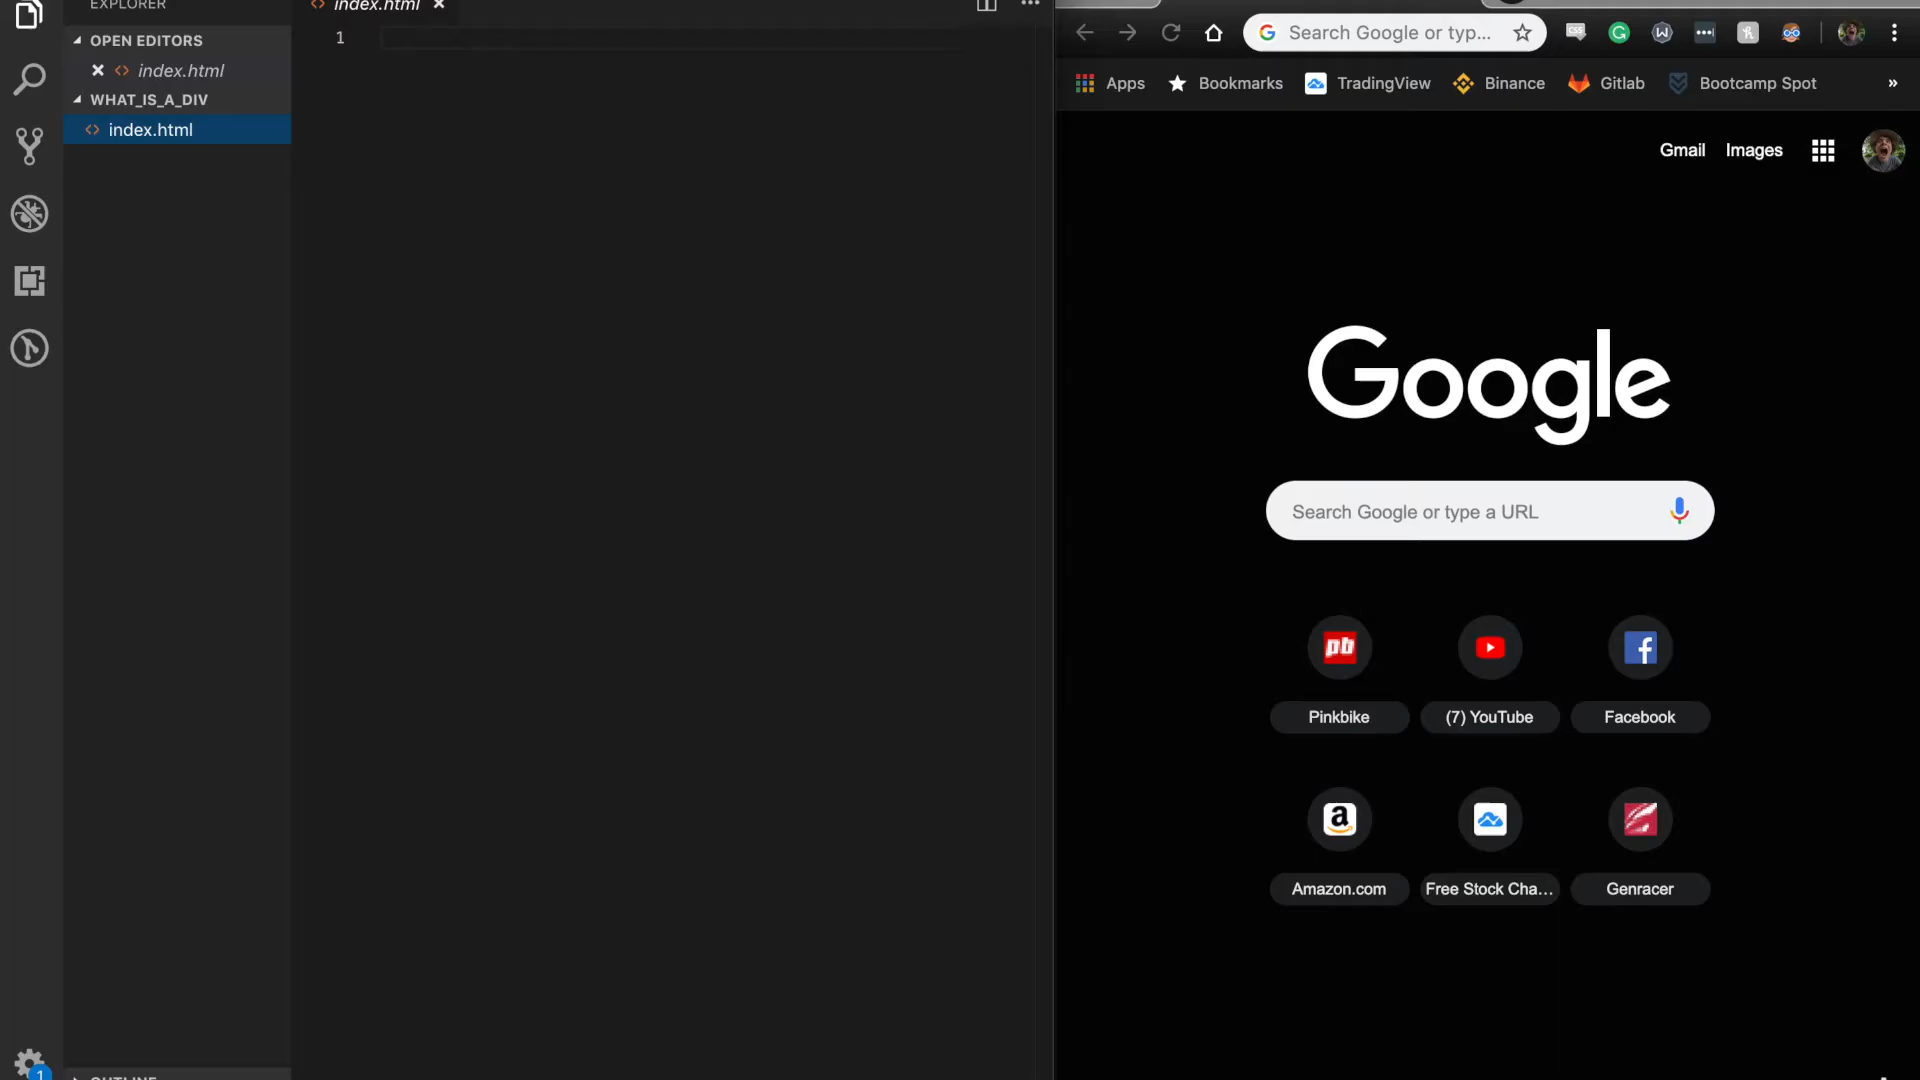 EXPLORER
OPEN EDITORS
index.html
WHAT_IS_A_DIV
index.html
OUTLINE
1
index.html
1
Search Google or typ...
Apps
Bookmarks
TradingView
Binance
Gitlab
Bootcamp Spot
»
Gmail
Images
Google
Search Google or type a URL
pb
Pinkbike
(7) YouTube
Facebook
Amazon.com
Free Stock Cha...
Genracer